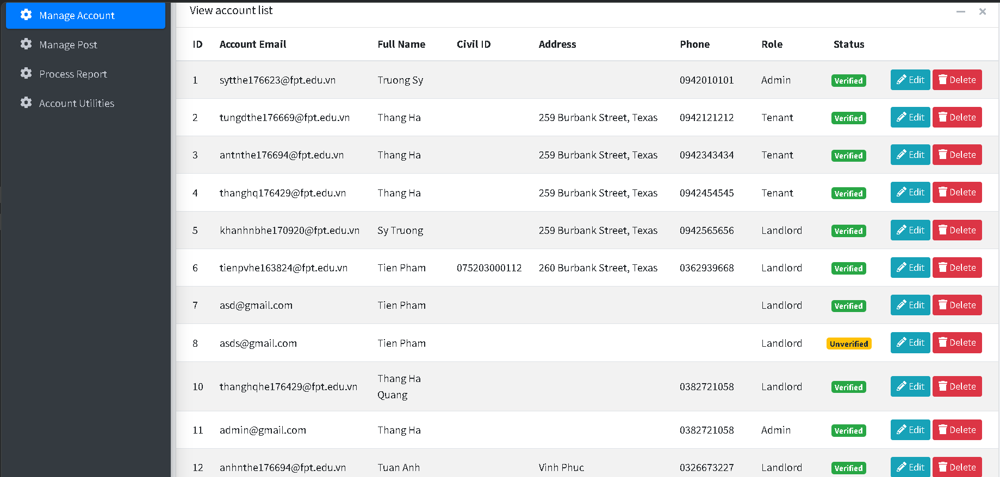 Manage Account
Manage Post
Process Report
Account Utilities
View account list
ID Account Email Full Name Civil ID Address Phone Role Status
1 sytthe176623@fpt.edu.vn Truong Sy 0942010101 Admin Verified Edit Delete
2 tungdthe176669@fpt.edu.vn Thang Ha 259 Burbank Street, Texas 0942121212 Tenant Verified Edit Delete
3 antnthe176694@fpt.edu.vn Thang Ha 259 Burbank Street, Texas 0942343434 Tenant Verified Edit Delete
4 thanghq176429@fpt.edu.vn Thang Ha 259 Burbank Street, Texas 0942454545 Tenant Verified Edit Delete
5 khanhnbhe170920@fpt.edu.vn Sy Truong 259 Burbank Street, Texas 0942565656 Landlord Verified Edit Delete
6 tienpvhe163824@fpt.edu.vn Tien Pham 075203000112 260 Burbank Street, Texas 0362939668 Landlord Verified Edit Delete
7 asd@gmail.com Tien Pham Landlord Verified Edit Delete
8 asds@gmail.com Tien Pham Landlord Unverified Edit Delete
10 thanghqhe176429@fpt.edu.vn Thang Ha Quang 0382721058 Landlord Verified Edit Delete
11 admin@gmail.com Thang Ha 0382721058 Admin Verified Edit Delete
12 anhnthe176694@fpt.edu.vn Tuan Anh Vinh Phuc 0326673227 Landlord Verified Edit Delete